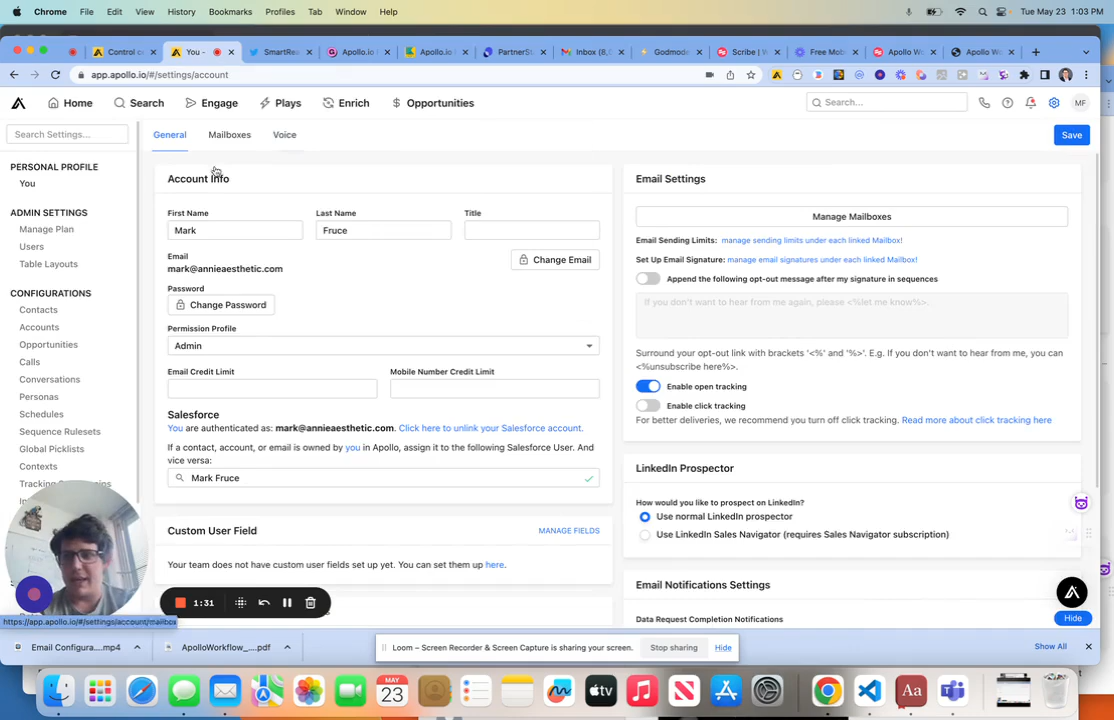 Chrome File Edit View History Bookmarks Profiles Tab Window Help Tue May 23 1:03 PM
Control ce You - SmartRea Apollo.io Apollo.io PartnerSt Inbox (8, Godmode Scribe | W Free Mobi Apollo Wo Apollo Wo
app.apollo.io/#/settings/account
Home Search Engage Plays Enrich Opportunities Search... MF
Search Settings...
General Mailboxes Voice Save
PERSONAL PROFILE
You
ADMIN SETTINGS
Manage Plan
Users
Table Layouts
CONFIGURATIONS
Contacts
Accounts
Opportunities
Calls
Conversations
Personas
Schedules
Sequence Rulesets
Global Picklists
Contexts
Account Info
First Name Last Name Title
Mark Fruce
Email
mark@annieaesthetic.com
Change Email
Password
Change Password
Permission Profile
Admin
Email Credit Limit Mobile Number Credit Limit
Salesforce
You are authenticated as: mark@annieaesthetic.com. Click here to unlink your Salesforce account.
If a contact, account, or email is owned by you in Apollo, assign it to the following Salesforce User. And
vice versa:
Mark Fruce
Custom User Field MANAGE FIELDS
Your team does not have custom user fields set up yet. You can set them up here.
1:31
https://app.apollo.io/#/settings/account/mailbox
Email Settings
Manage Mailboxes
Email Sending Limits: manage sending limits under each linked Mailbox!
Set Up Email Signature: manage email signatures under each linked Mailbox!
Append the following opt-out message after my signature in sequences
If you don't want to hear from me again, please <%let me know%>.
Surround your opt-out link with brackets '<%' and '%>'. E.g. If you don't want to hear from me, you can
<%unsubscribe here%>.
Enable open tracking
Enable click tracking
For better deliveries, we recommend you turn off click tracking. Read more about click tracking here
LinkedIn Prospector
How would you like to prospect on LinkedIn?
Use normal LinkedIn prospector
Use LinkedIn Sales Navigator (requires Sales Navigator subscription)
Email Notifications Settings
Data Request Completion Notifications
Hide
Email Configura....mp4 ApolloWorkflow_....pdf Loom – Screen Recorder & Screen Capture is sharing your screen. Stop sharing Hide Show All
MAY
23